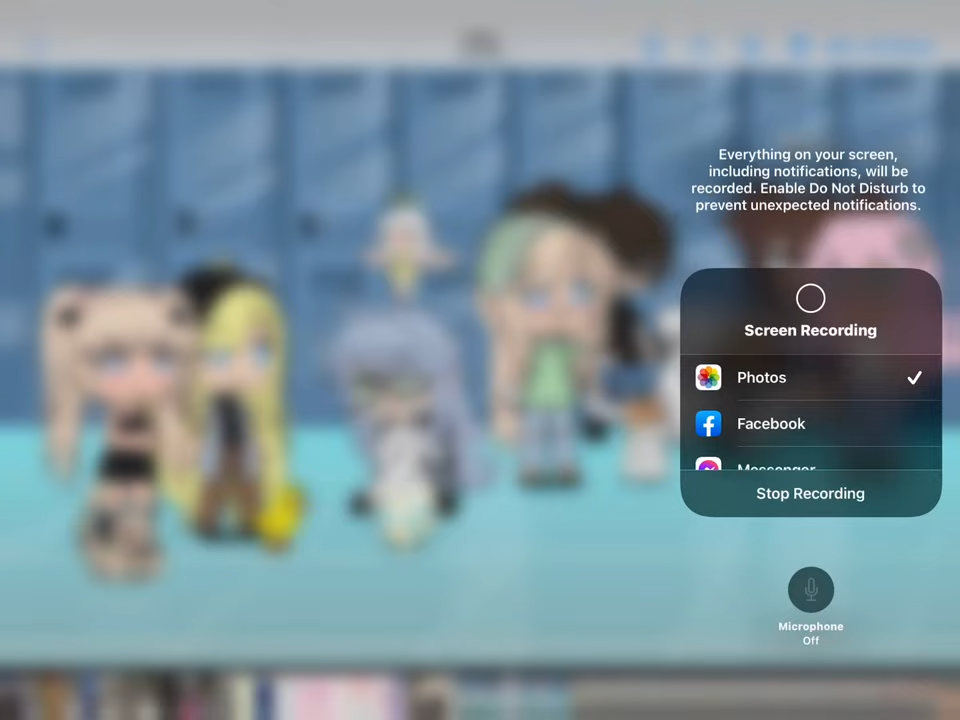 Everything on your screen,
including notifications, will be
recorded. Enable Do Not Disturb to
prevent unexpected notifications.
Screen Recording
Photos
Facebook
Messenger
Stop Recording
Microphone
Off